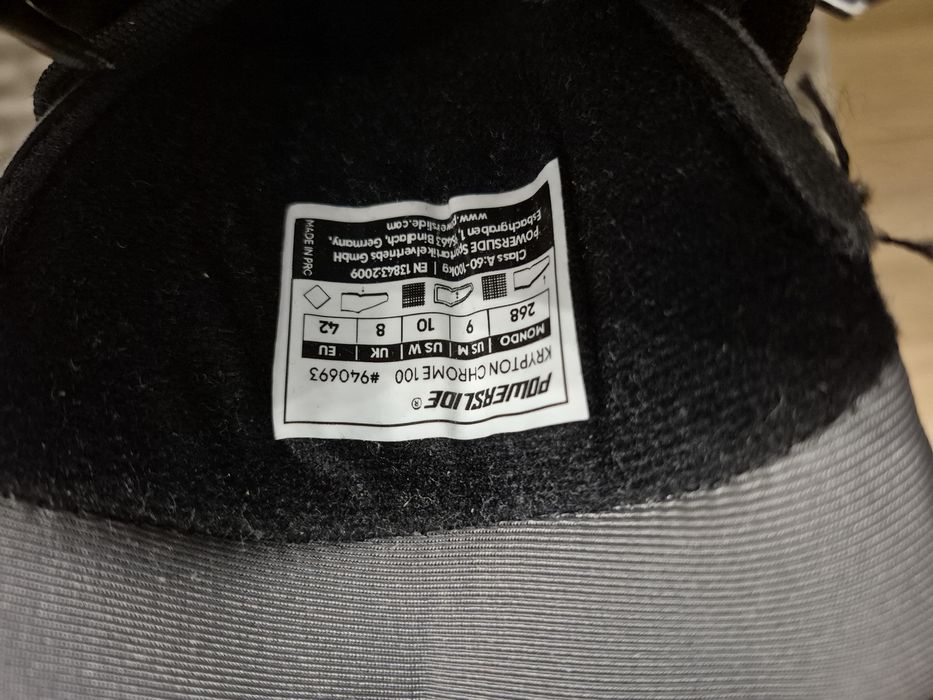 POWERSLIDE®
KRYPTON CHROME 100 #940693
MONDO | US M | US W | UK | EU
268 9 10 8 42
Class A:60-100kg | EN 13843:2009
POWERSLIDE Sportartikelvertriebs GmbH
Esbachgraben 1, 95463 Bindlach, Germany,
www.powerslide.com
MADE IN PRC